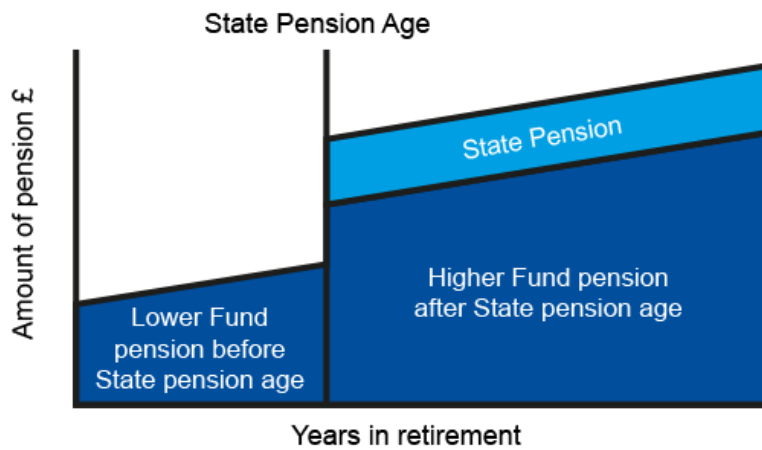 State Pension Age
Amount of pension £
State Pension
Lower Fund
pension before
State pension age
Higher Fund pension
after State pension age
Years in retirement